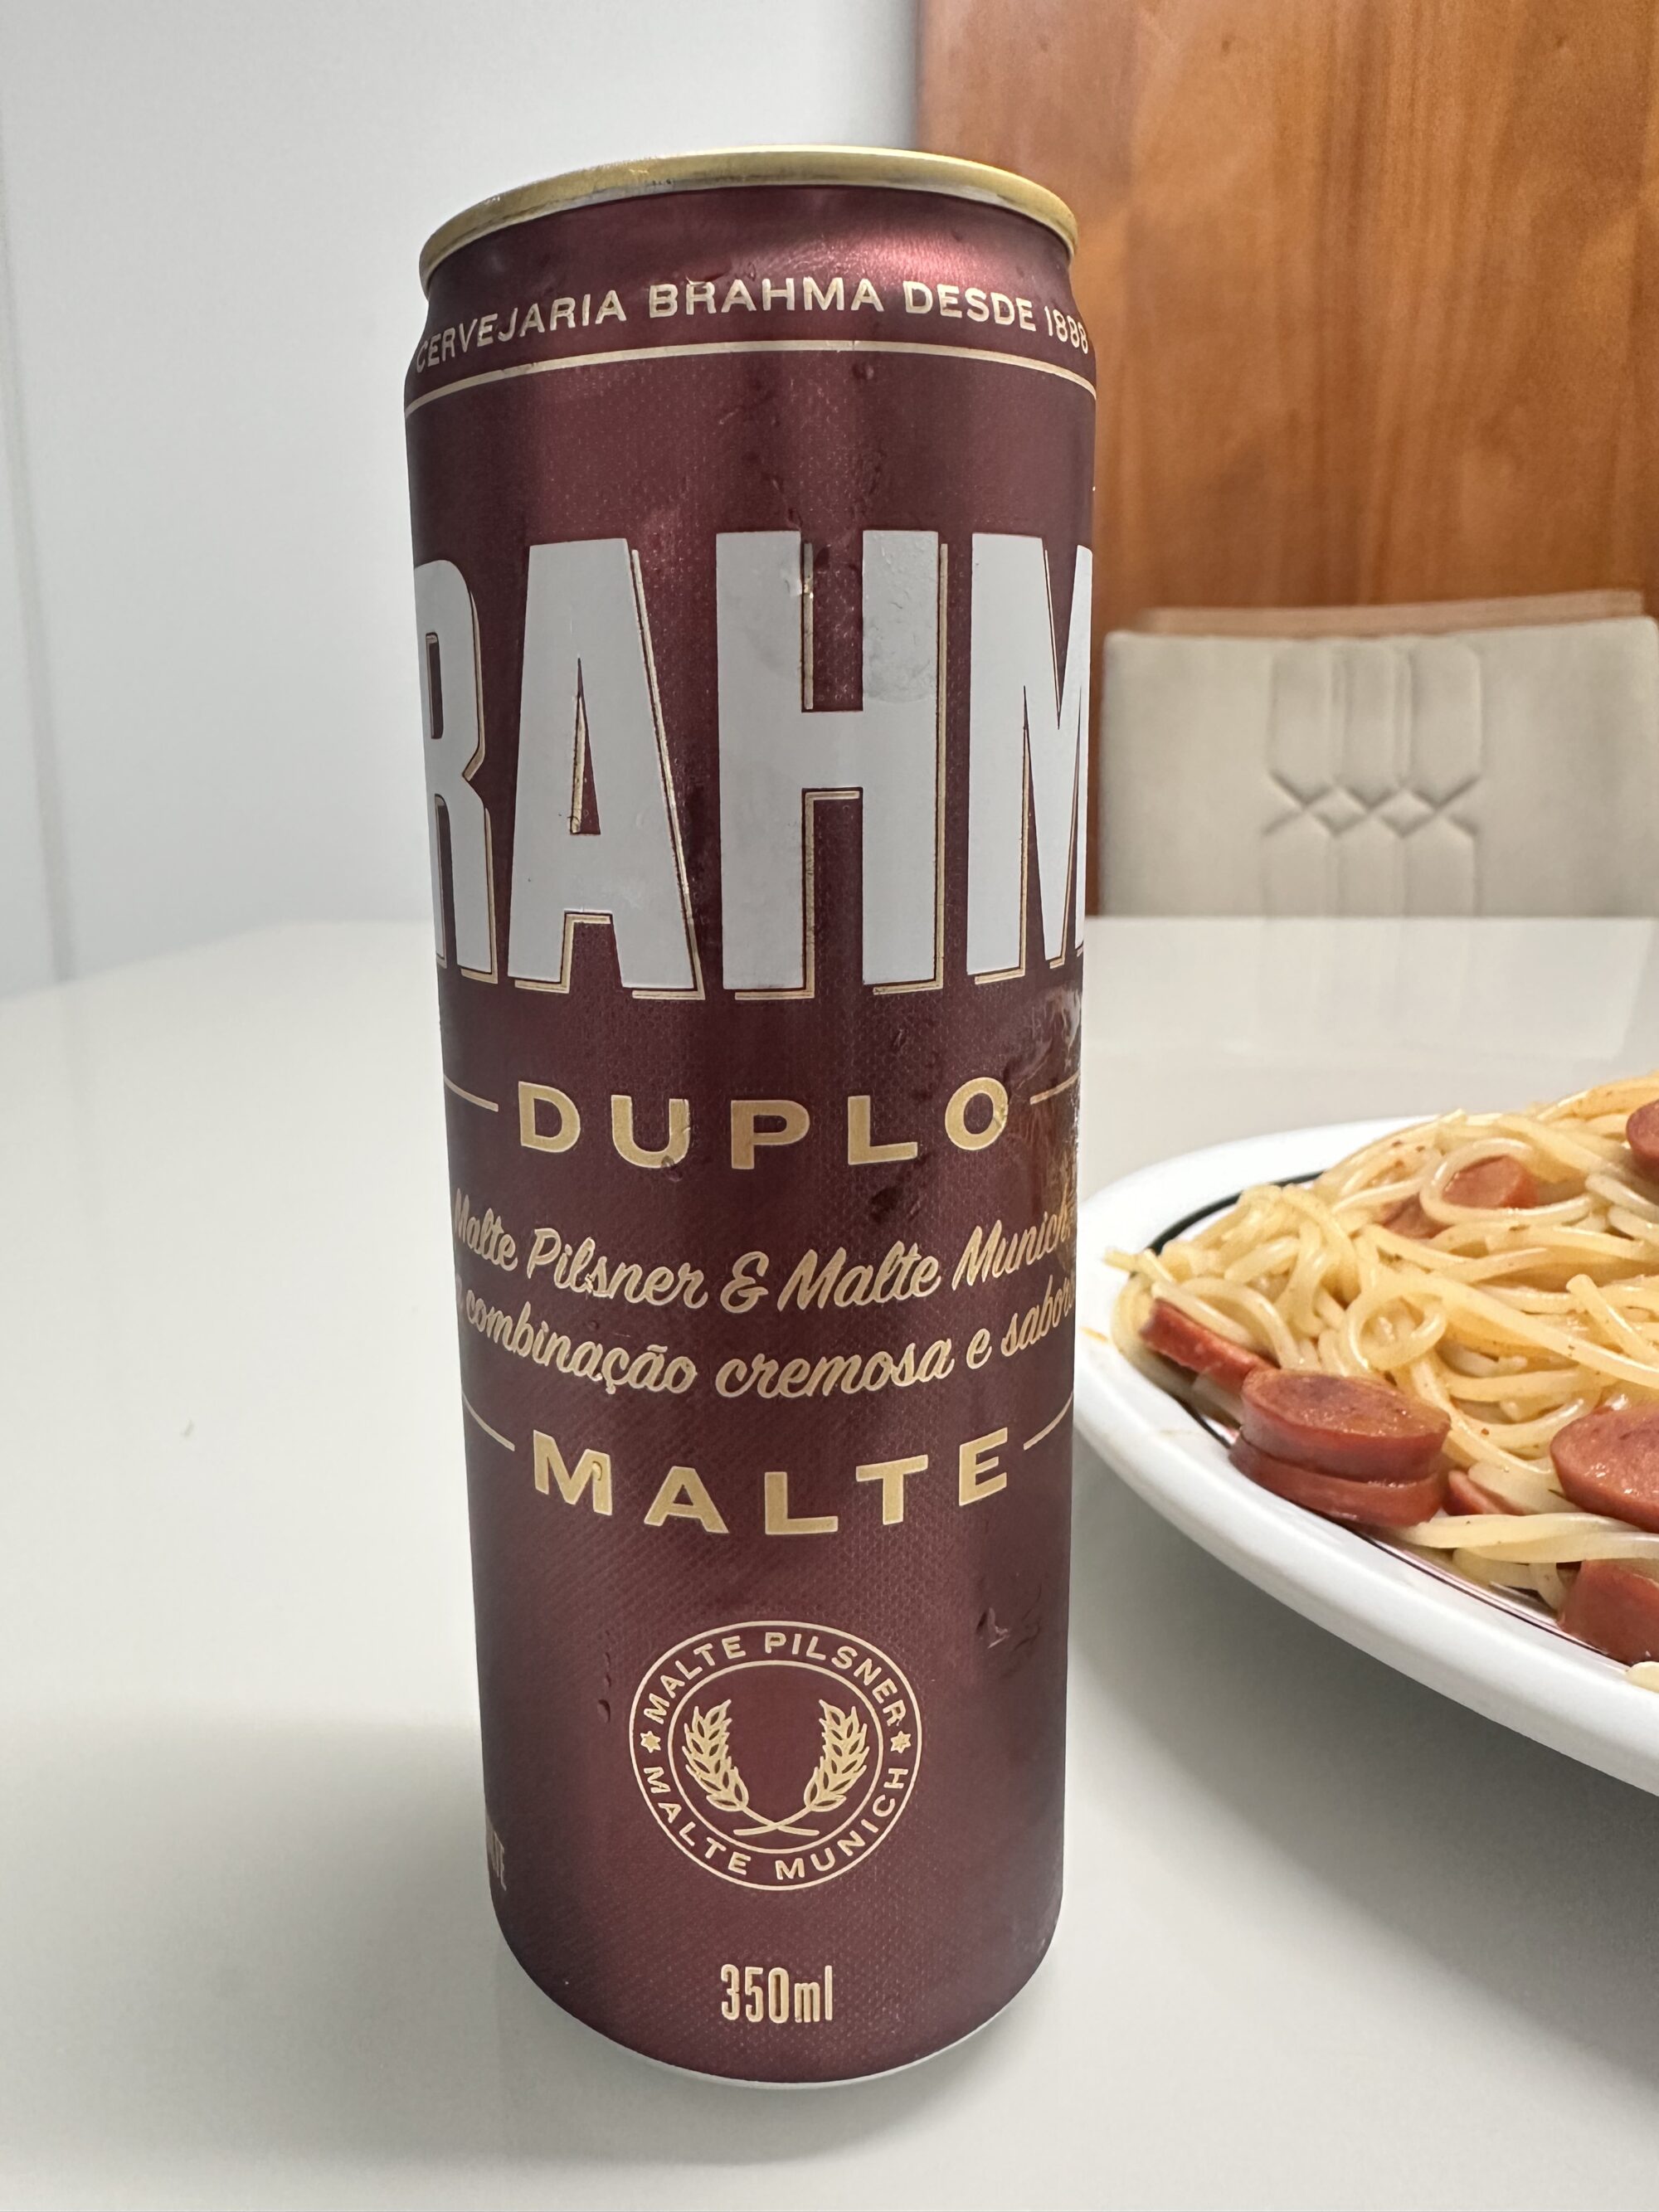 CERVEJARIA BRAHMA DESDE 1888
RAHM
DUPLO
Malte Pilsner & Malte Munich,
combinação cremosa e sabor
MALTE
MALTE PILSNER
MALTE MUNICH
350ml